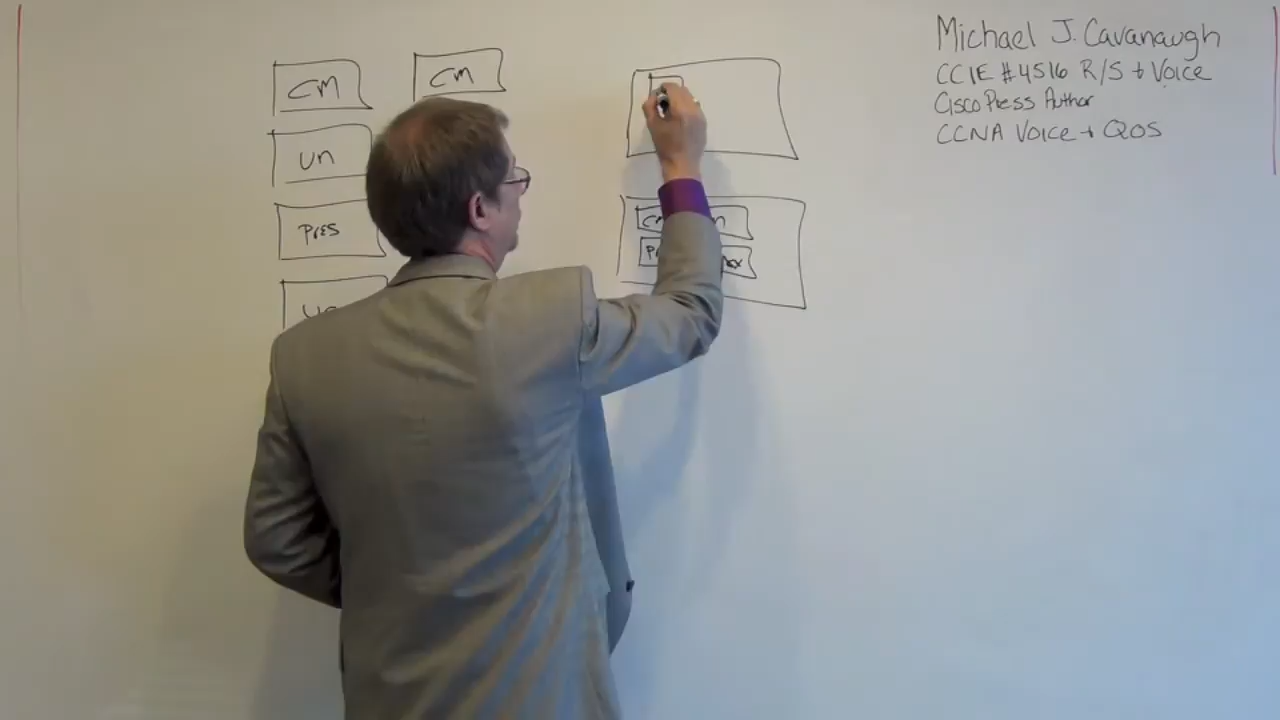 CM
CM
un
Pres
Michael J. Cavanaugh
CCIE #4516 R/S + Voice
Cisco Press Author
CCNA Voice + QOS